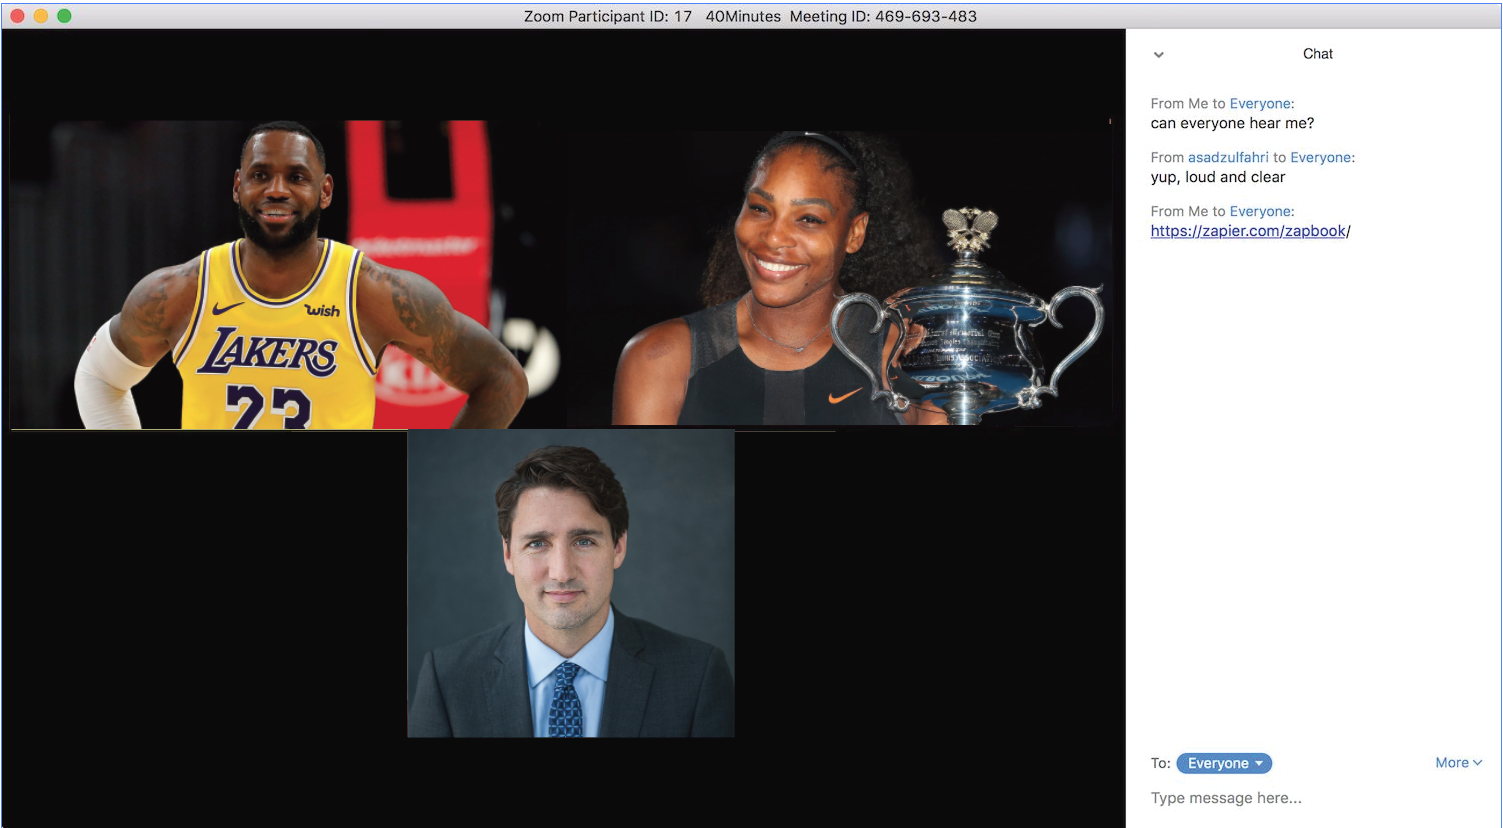 Zoom Participant ID: 17 40Minutes Meeting ID: 469-693-483
Chat
From Me to Everyone:
can everyone hear me?
From asadzulfahri to Everyone:
yup, loud and clear
From Me to Everyone:
https://zapier.com/zapbook/
wish
LAKERS
23
KIA
To: Everyone
More
Type message here...